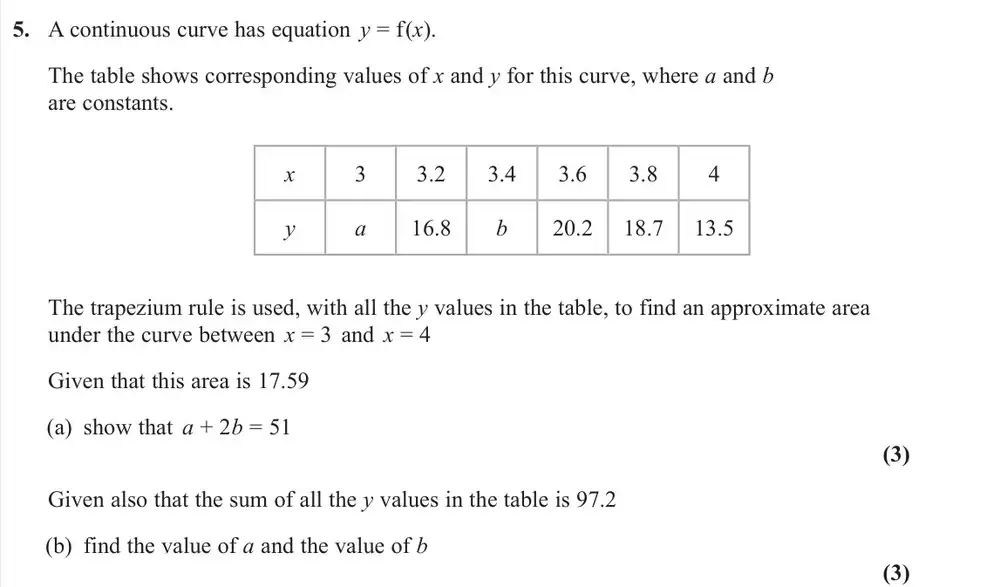 5. A continuous curve has equation y = f(x).
The table shows corresponding values of x and y for this curve, where a and b
are constants.
x 3 3.2 3.4 3.6 3.8 4
y a 16.8 b 20.2 18.7 13.5
The trapezium rule is used, with all the y values in the table, to find an approximate area
under the curve between x = 3 and x = 4
Given that this area is 17.59
(a) show that a + 2b = 51
(3)
Given also that the sum of all the y values in the table is 97.2
(b) find the value of a and the value of b
(3)